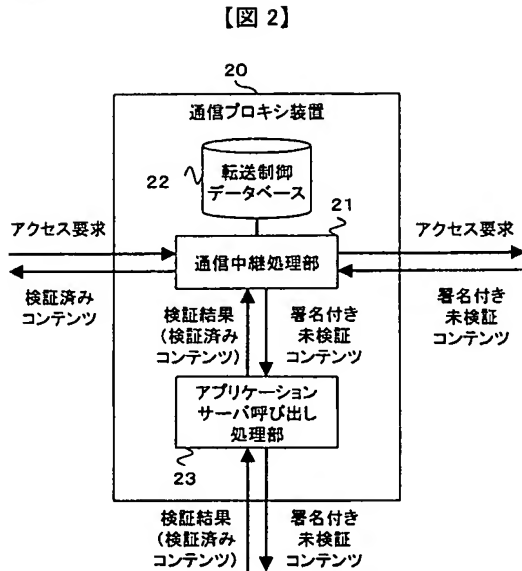 【図2】
20
通信プロキシ装置
22
転送制御
データベース
21
アクセス要求
アクセス要求
通信中継処理部
検証済み
コンテンツ
署名付き
未検証
コンテンツ
検証結果
(検証済み
コンテンツ)
署名付き
未検証
コンテンツ
アプリケーション
サーバ呼び出し
処理部
23
検証結果
(検証済み
コンテンツ)
署名付き
未検証
コンテンツ